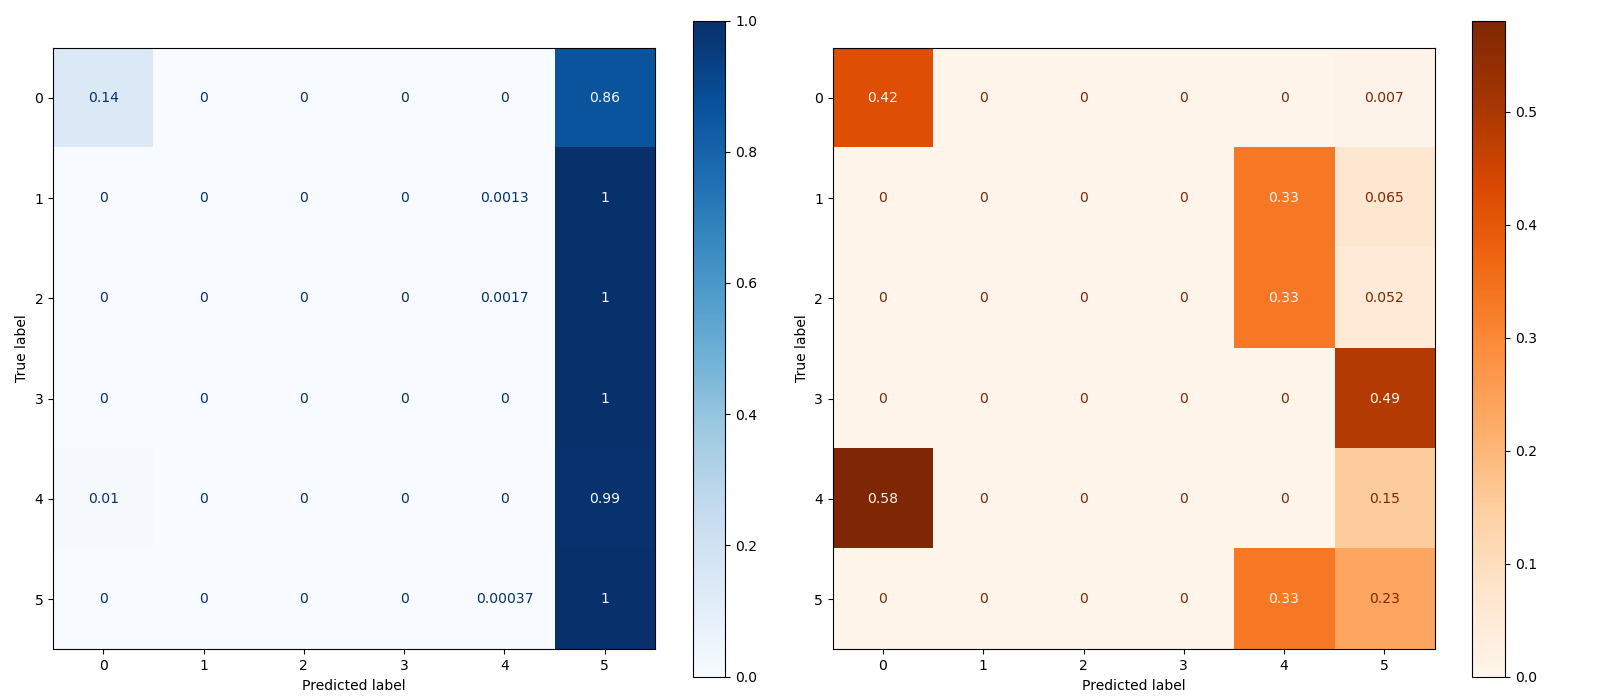 0 0.14 0 0 0 0 0.86
1 0 0 0 0 0.0013 1
2 0 0 0 0 0.0017 1
3 0 0 0 0 0 1
4 0.01 0 0 0 0 0.99
5 0 0 0 0 0.00037 1
0 1 2 3 4 5
True label
Predicted label
1.0
0.8
0.6
0.4
0.2
0.0
0 0.42 0 0 0 0 0.007
1 0 0 0 0 0.33 0.065
2 0 0 0 0 0.33 0.052
3 0 0 0 0 0 0.49
4 0.58 0 0 0 0 0.15
5 0 0 0 0 0.33 0.23
0 1 2 3 4 5
True label
Predicted label
0.5
0.4
0.3
0.2
0.1
0.0